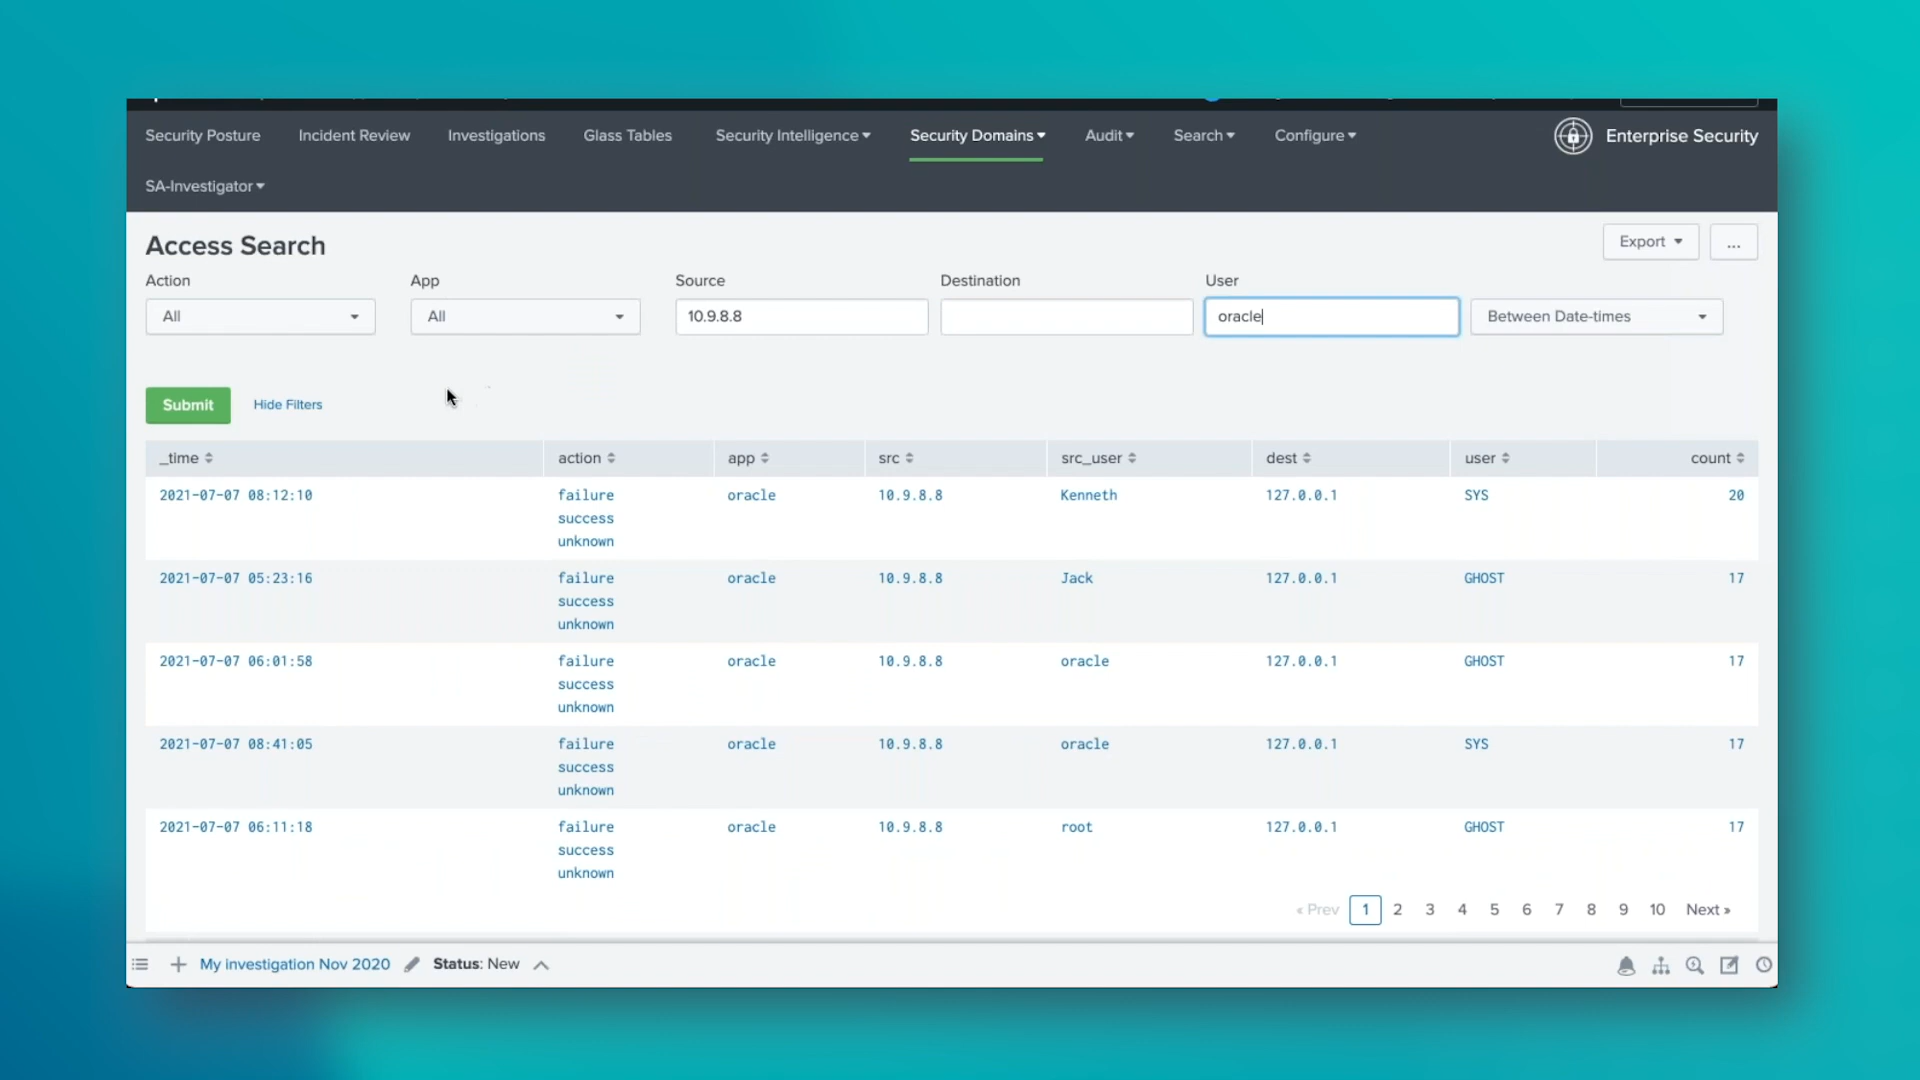 Security Posture Incident Review Investigations Glass Tables Security Intelligence Security Domains Audit Search Configure Enterprise Security
SA-Investigator
Access Search
Export ...
Action App Source Destination User
All All 10.9.8.8 oracle Between Date-times
Submit Hide Filters
_time action app src src_user dest user count
2021-07-07 08:12:10 failure oracle 10.9.8.8 Kenneth 127.0.0.1 SYS 20
success
unknown
2021-07-07 05:23:16 failure oracle 10.9.8.8 Jack 127.0.0.1 GHOST 17
success
unknown
2021-07-07 06:01:58 failure oracle 10.9.8.8 oracle 127.0.0.1 GHOST 17
success
unknown
2021-07-07 08:41:05 failure oracle 10.9.8.8 oracle 127.0.0.1 SYS 17
success
unknown
2021-07-07 06:11:18 failure oracle 10.9.8.8 root 127.0.0.1 GHOST 17
success
unknown
« Prev 1 2 3 4 5 6 7 8 9 10 Next »
My investigation Nov 2020 Status: New